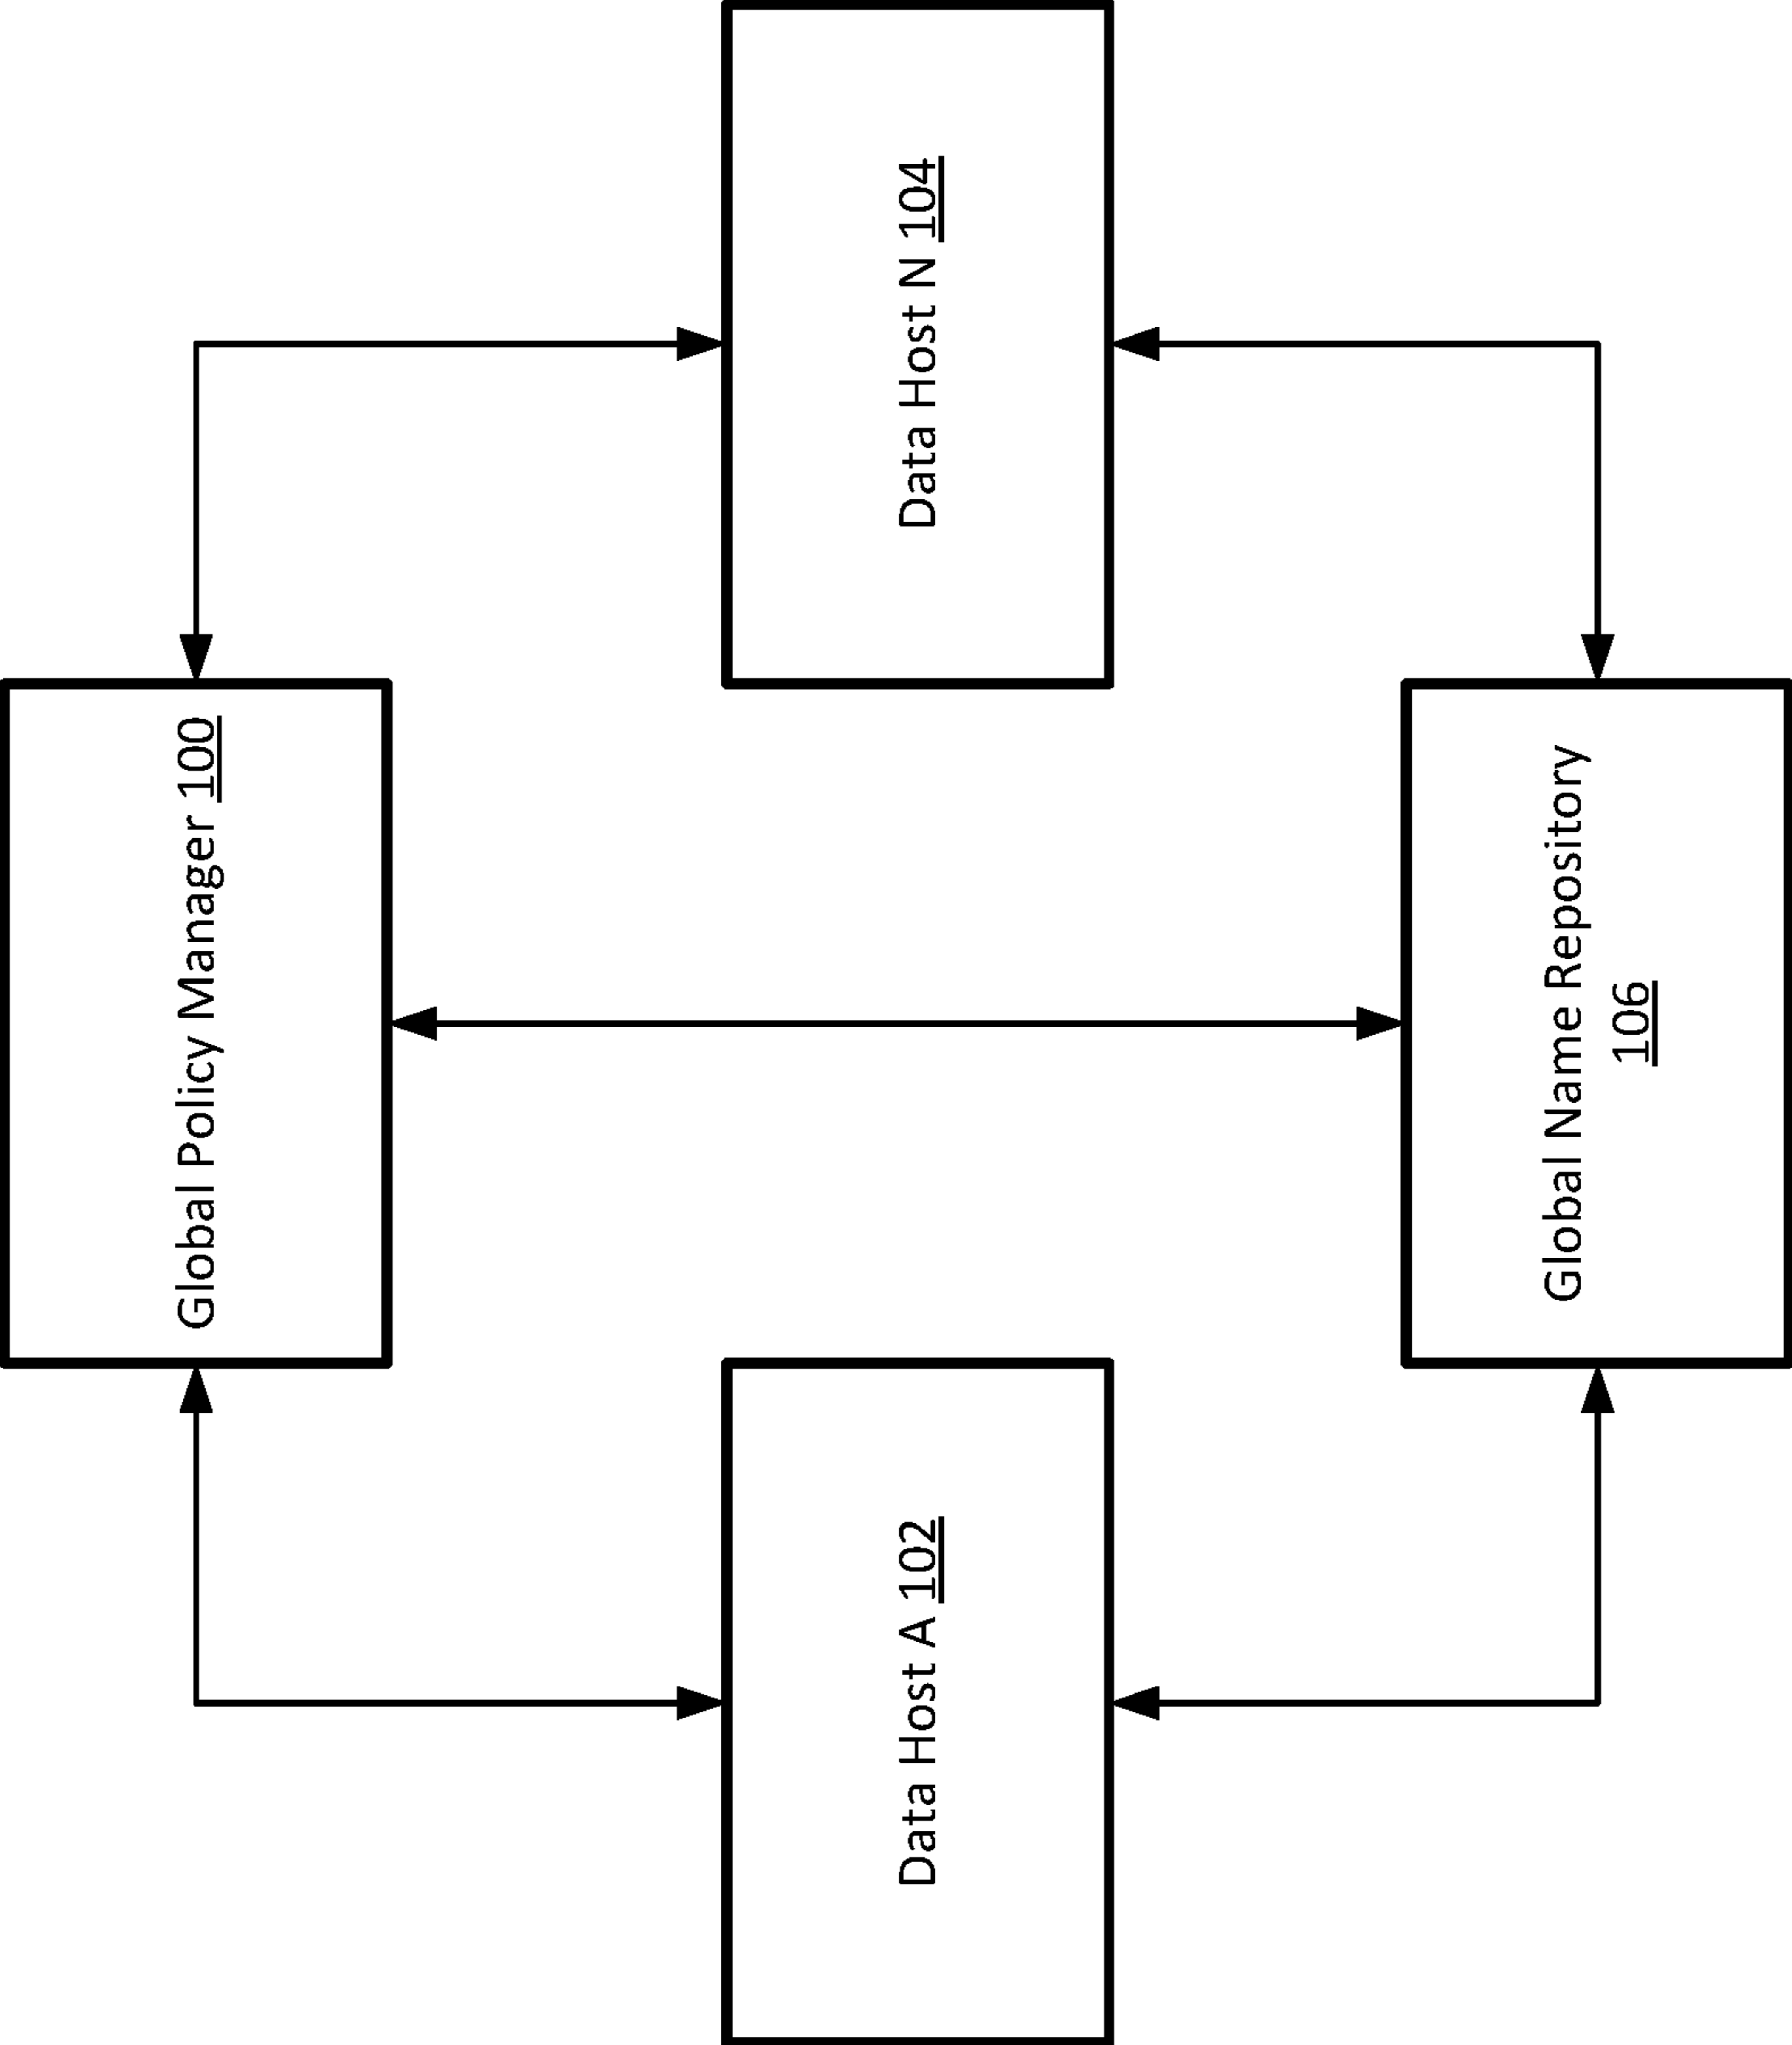 Global Policy Manager 100
Data Host A 102
Data Host N 104
Global Name Repository
106